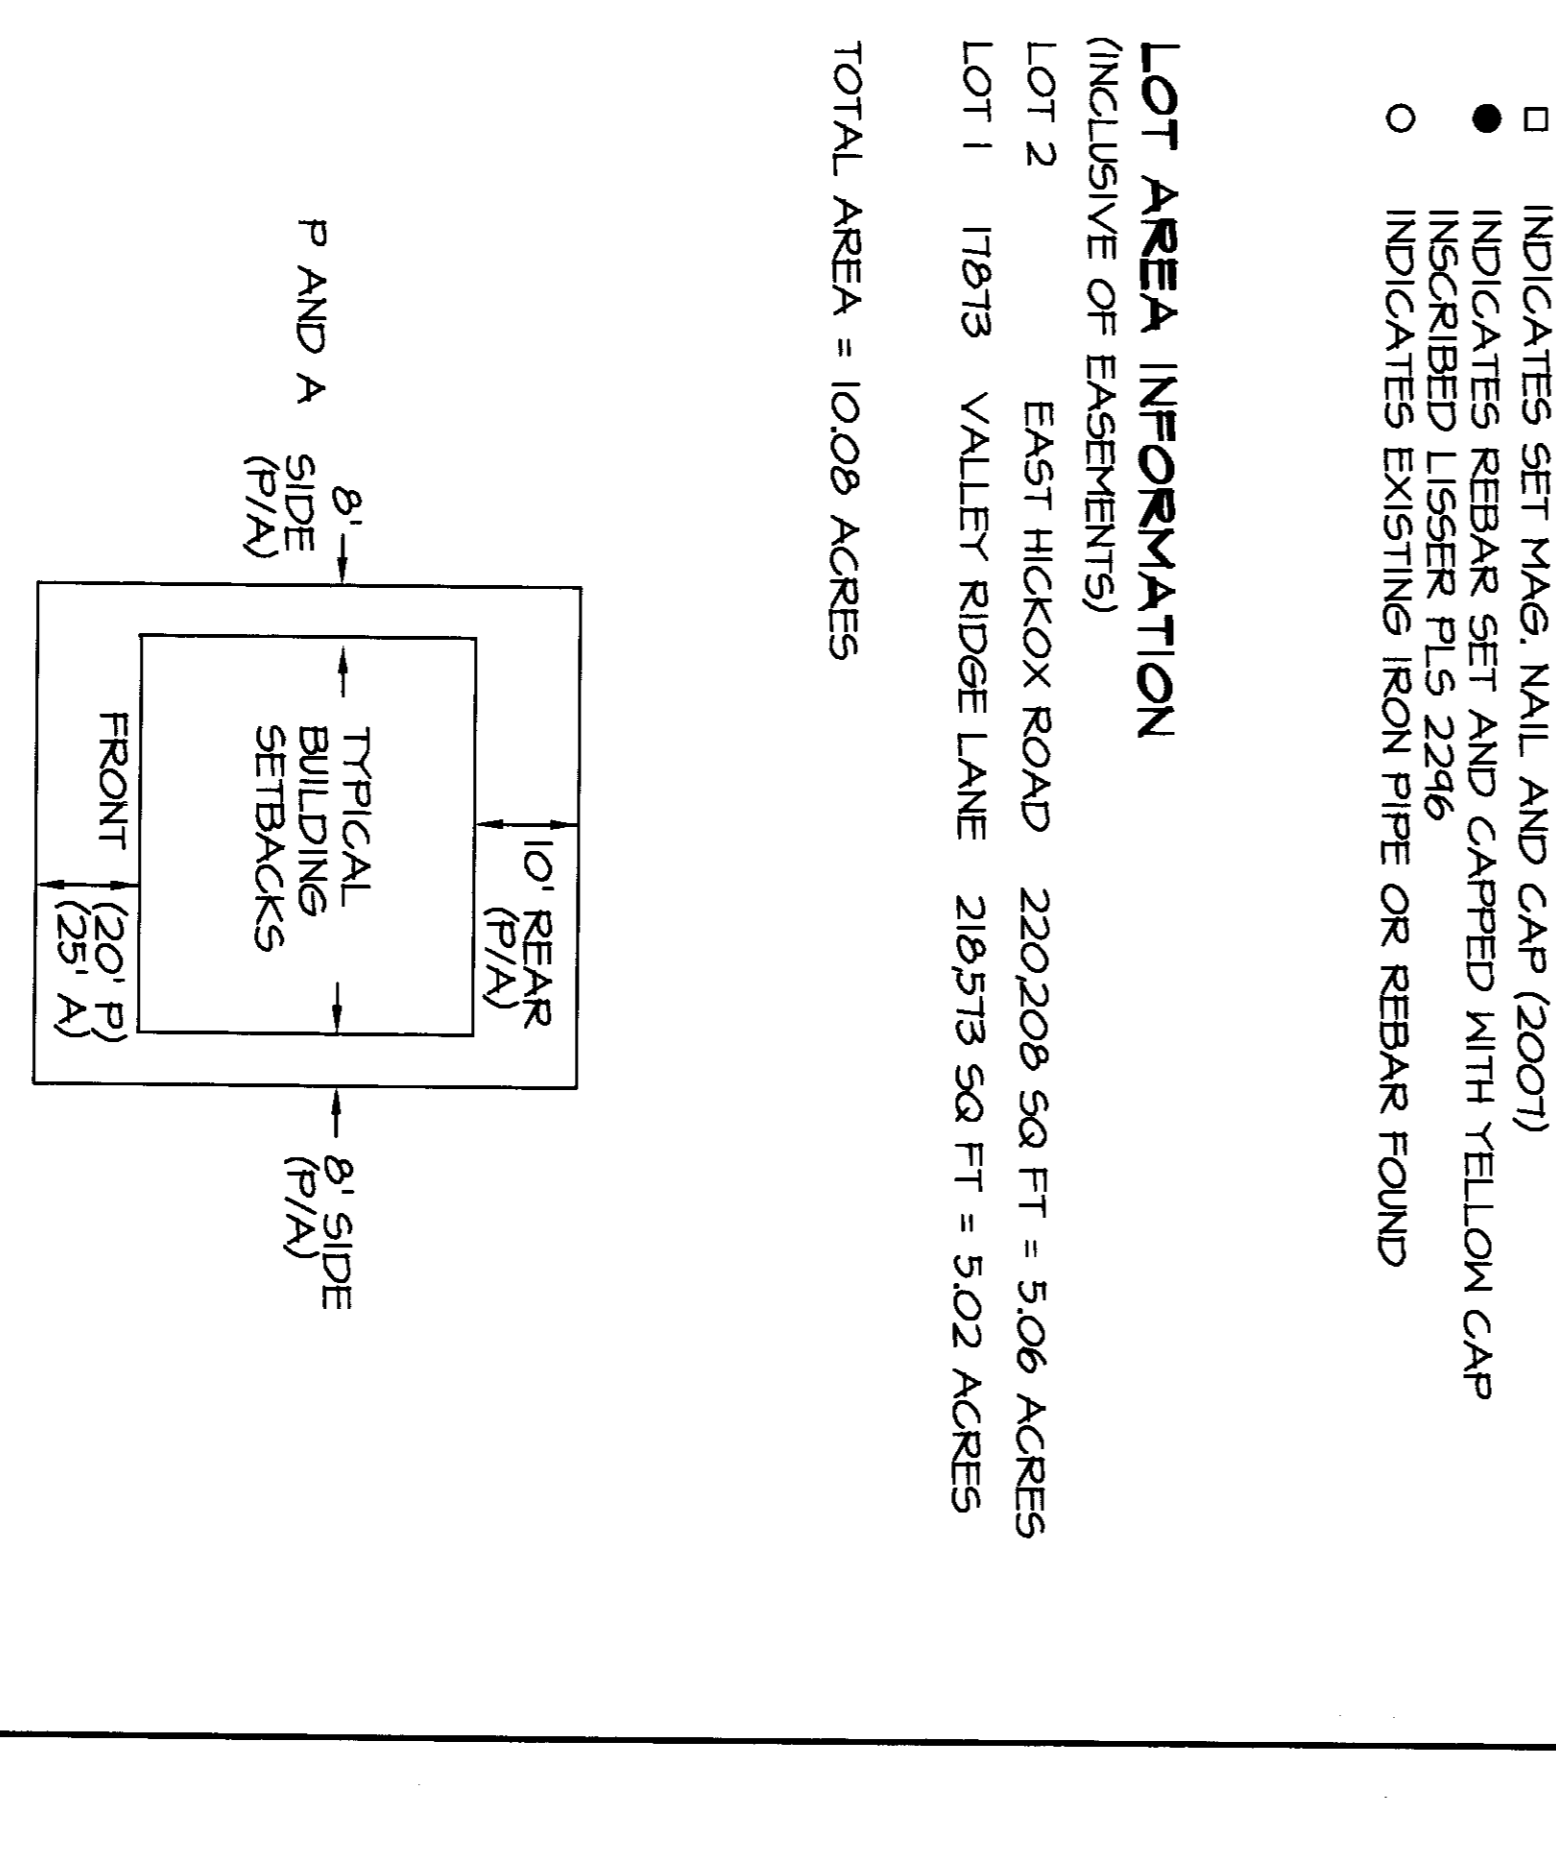 □ INDICATES SET MAG. NAIL AND CAP (2007)
● INDICATES REBAR SET AND CAPPED WITH YELLOW CAP
INSCRIBED LISSER PLS 2296
○ INDICATES EXISTING IRON PIPE OR REBAR FOUND
LOT AREA INFORMATION
(INCLUSIVE OF EASEMENTS)
LOT 2 EAST HICKOX ROAD 220,208 SQ FT = 5.06 ACRES
LOT 1 17873 VALLEY RIDGE LANE 218,573 SQ FT = 5.02 ACRES
TOTAL AREA = 10.08 ACRES
10' REAR
(P/A)
8'
SIDE
(P/A)
P AND A
TYPICAL
BUILDING
SETBACKS
8' SIDE
(P/A)
FRONT (20' P)
(25' A)